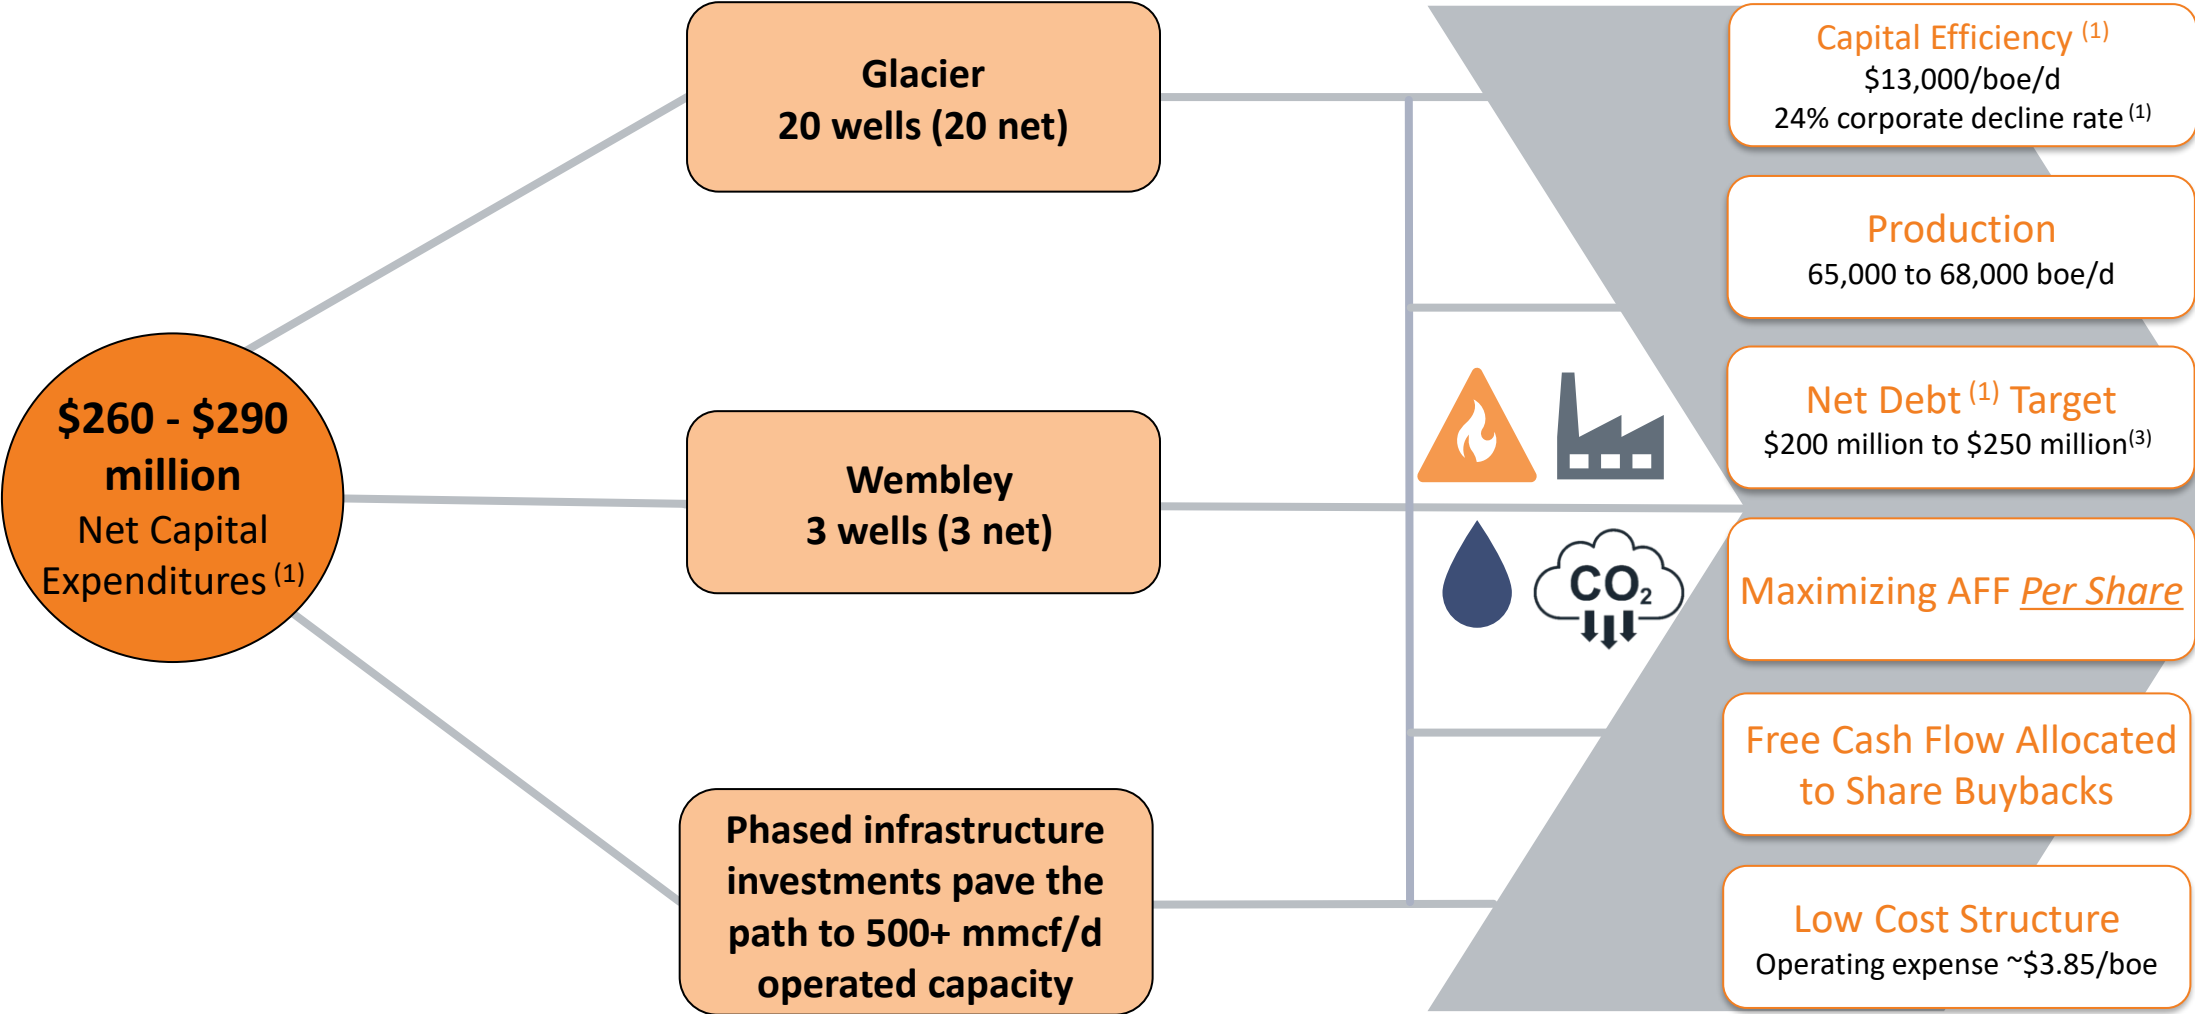 $260 - $290
million
Net Capital
Expenditures (1)
Glacier
20 wells (20 net)
Wembley
3 wells (3 net)
Phased infrastructure
investments pave the
path to 500+ mmcf/d
operated capacity
CO2
Capital Efficiency (1)
$13,000/boe/d
24% corporate decline rate (1)
Production
65,000 to 68,000 boe/d
Net Debt (1) Target
$200 million to $250 million(3)
Maximizing AFF Per Share
Free Cash Flow Allocated
to Share Buybacks
Low Cost Structure
Operating expense ~$3.85/boe